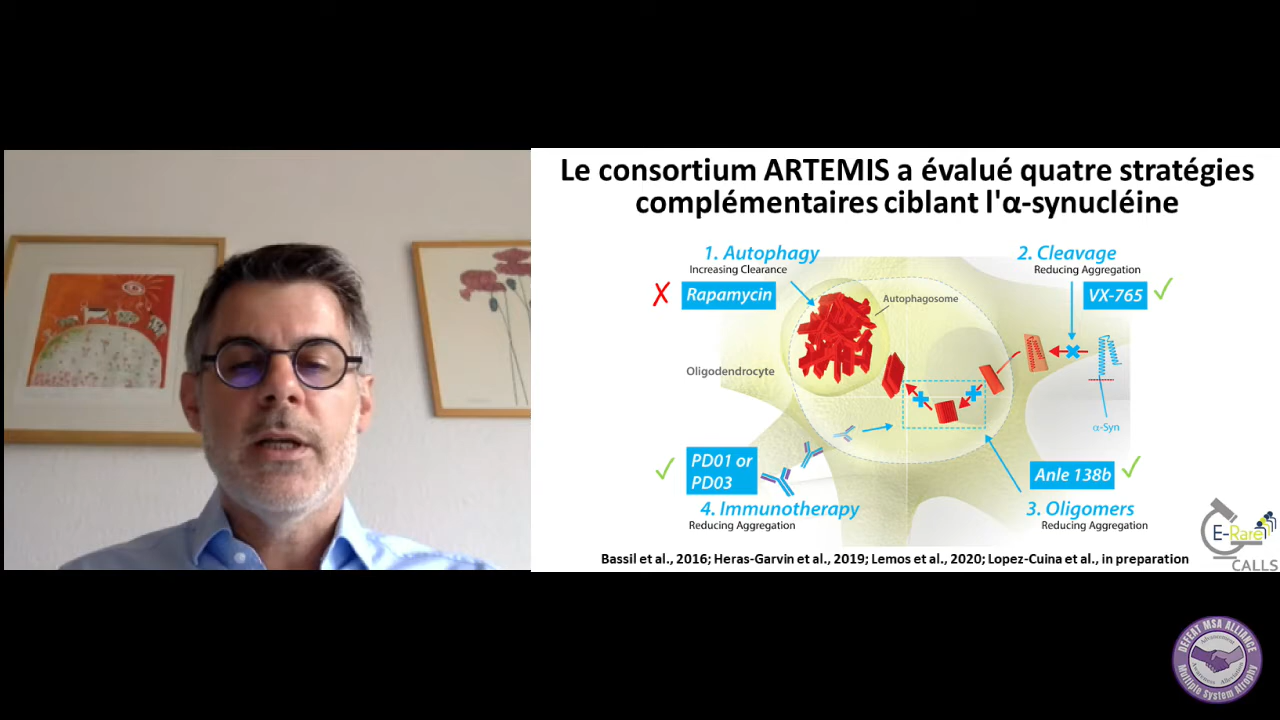 Le consortium ARTEMIS a évalué quatre stratégies
complémentaires ciblant l'α-synucléine
1. Autophagy
Increasing Clearance
Rapamycin
2. Cleavage
Reducing Aggregation
VX-765
Autophagosome
Oligodendrocyte
α-Syn
PD01 or
PD03
4. Immunotherapy
Reducing Aggregation
Anle 138b
3. Oligomers
Reducing Aggregation
Bassil et al., 2016; Heras-Garvin et al., 2019; Lemos et al., 2020; Lopez-Cuina et al., in preparation
E-Rare
CALLS
DEFEAT MSA ALLIANCE
Multiple System Atrophy